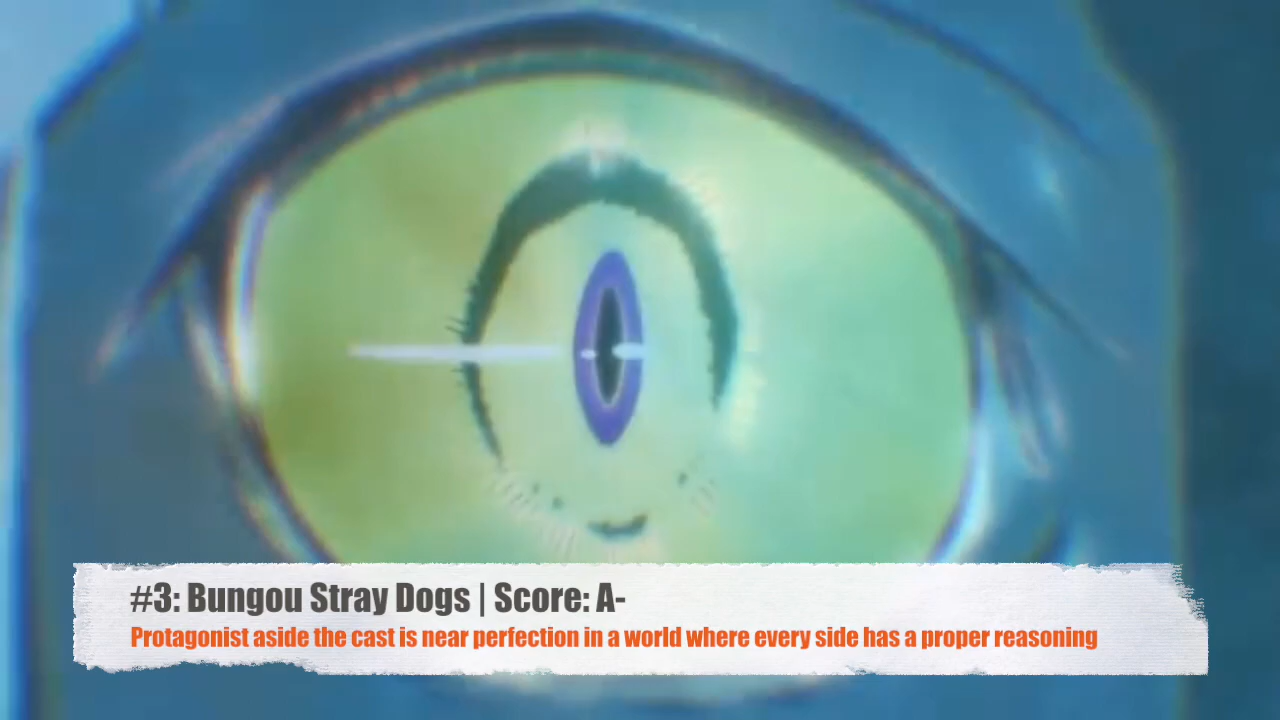 #3: Bungou Stray Dogs | Score: A-
Protagonist aside the cast is near perfection in a world where every side has a proper reasoning